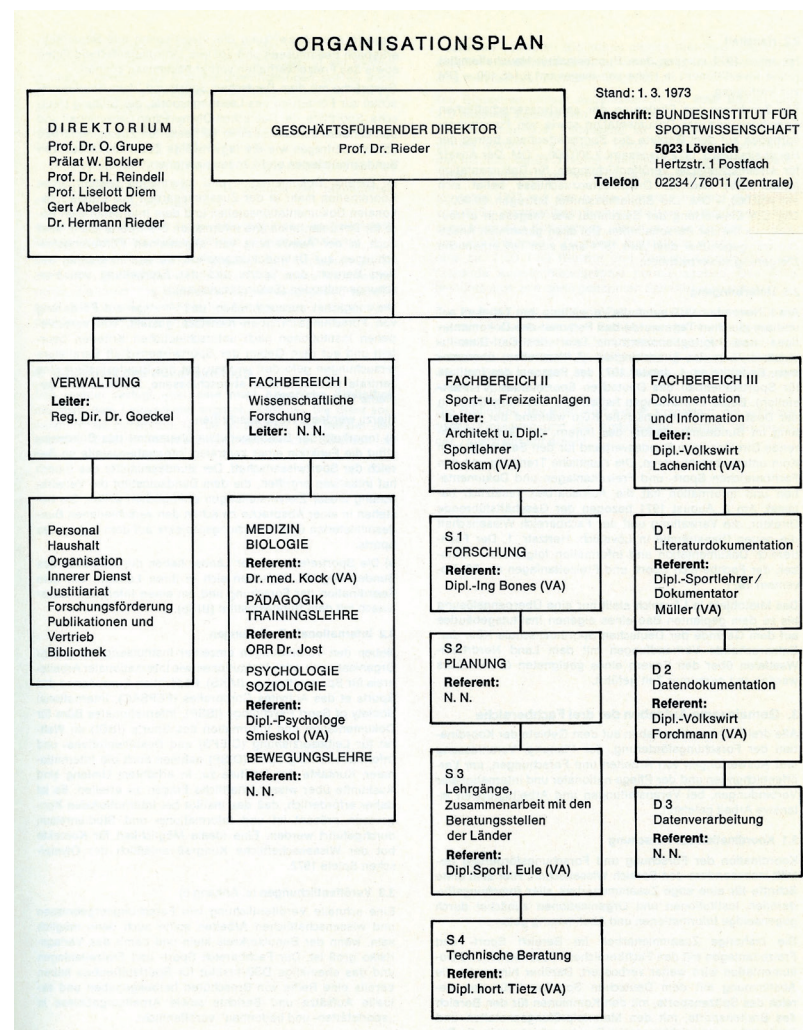 ORGANISATIONSPLAN
Stand: 1. 3. 1973
Anschrift: BUNDESINSTITUT FÜR
SPORTWISSENSCHAFT
5023 Lövenich
Hertzstr. 1 Postfach
Telefon 02234 / 76011 (Zentrale)
DIREKTORIUM
Prof. Dr. O. Grupe
Prälat W. Bokler
Prof. Dr. H. Reindell
Prof. Liselott Diem
Gert Abelbeck
Dr. Hermann Rieder
GESCHÄFTSFÜHRENDER DIREKTOR
Prof. Dr. Rieder
VERWALTUNG
Leiter:
Reg. Dir. Dr. Goeckel
Personal
Haushalt
Organisation
Innerer Dienst
Justitiariat
Forschungsförderung
Publikationen und
Vertrieb
Bibliothek
FACHBEREICH I
Wissenschaftliche
Forschung
Leiter: N. N.
MEDIZIN
BIOLOGIE
Referent:
Dr. med. Kock (VA)
PÄDAGOGIK
TRAININGSLEHRE
Referent:
ORR Dr. Jost
PSYCHOLOGIE
SOZIOLOGIE
Referent:
Dipl.-Psychologe
Smieskol (VA)
BEWEGUNGSLEHRE
Referent:
N. N.
FACHBEREICH II
Sport- u. Freizeitanlagen
Leiter:
Architekt u. Dipl.-
Sportlehrer
Roskam (VA)
S 1
FORSCHUNG
Referent:
Dipl.-Ing Bones (VA)
S 2
PLANUNG
Referent:
N. N.
S 3
Lehrgänge,
Zusammenarbeit mit den
Beratungsstellen
der Länder
Referent:
Dipl.Sportl. Eule (VA)
S 4
Technische Beratung
Referent:
Dipl. hort. Tietz (VA)
FACHBEREICH III
Dokumentation
und Information
Leiter:
Dipl.-Volkswirt
Lachenicht (VA)
D 1
Literaturdokumentation
Referent:
Dipl.-Sportlehrer /
Dokumentator
Müller (VA)
D 2
Datendokumentation
Referent:
Dipl.-Volkswirt
Forchmann (VA)
D 3
Datenverarbeitung
Referent:
N. N.